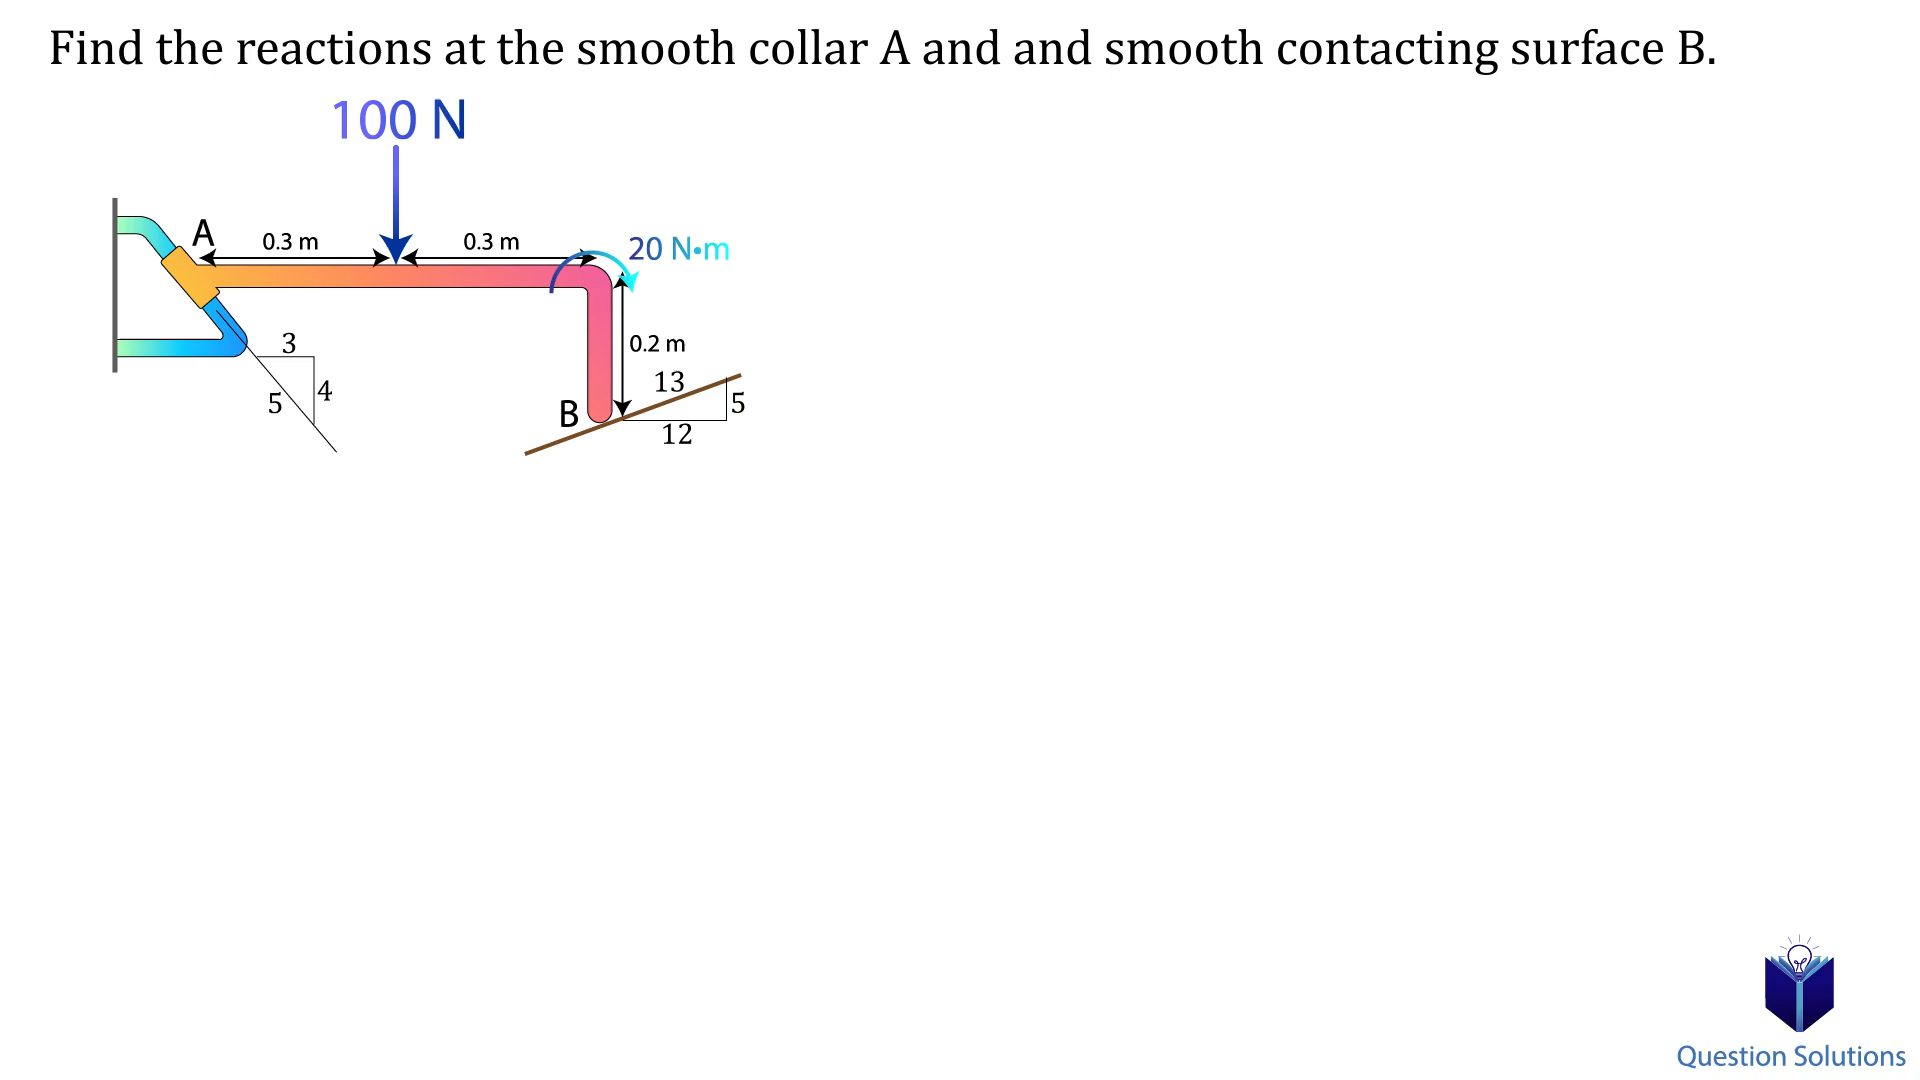 Find the reactions at the smooth collar A and and smooth contacting surface B.
100 N
A
0.3 m
0.3 m
20 N•m
3
4
5
0.2 m
13
5
12
B
Question Solutions